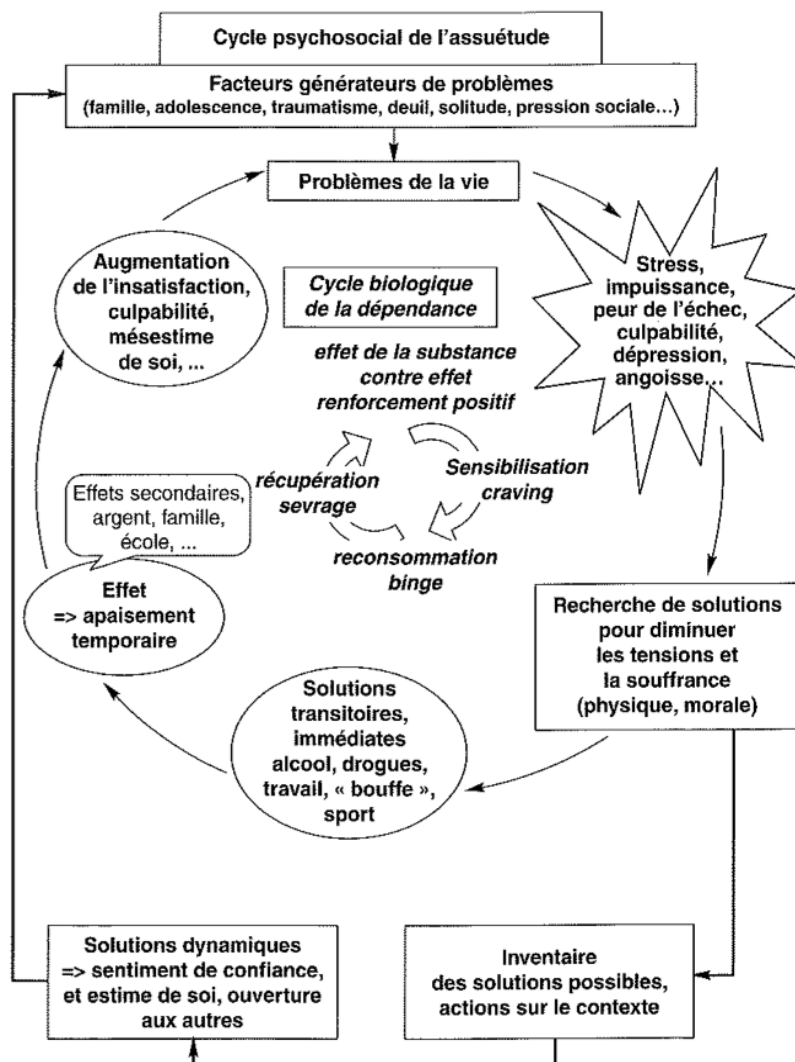 Cycle psychosocial de l'assuétude
Facteurs générateurs de problèmes
(famille, adolescence, traumatisme, deuil, solitude, pression sociale...)
Problèmes de la vie
Stress,
impuissance,
peur de l'échec,
culpabilité,
dépression,
angoisse...
Augmentation
de l'insatisfaction,
culpabilité,
mésestime
de soi, ...
Cycle biologique
de la dépendance
effet de la substance
contre effet
renforcement positif
Sensibilisation
craving
reconsommation
binge
récupération
sevrage
Effets secondaires,
argent, famille,
école, ...
Effet
=> apaisement
temporaire
Recherche de solutions
pour diminuer
les tensions et
la souffrance
(physique, morale)
Solutions
transitoires,
immédiates
alcool, drogues,
travail, « bouffe »,
sport
Solutions dynamiques
=> sentiment de confiance,
et estime de soi, ouverture
aux autres
Inventaire
des solutions possibles,
actions sur le contexte